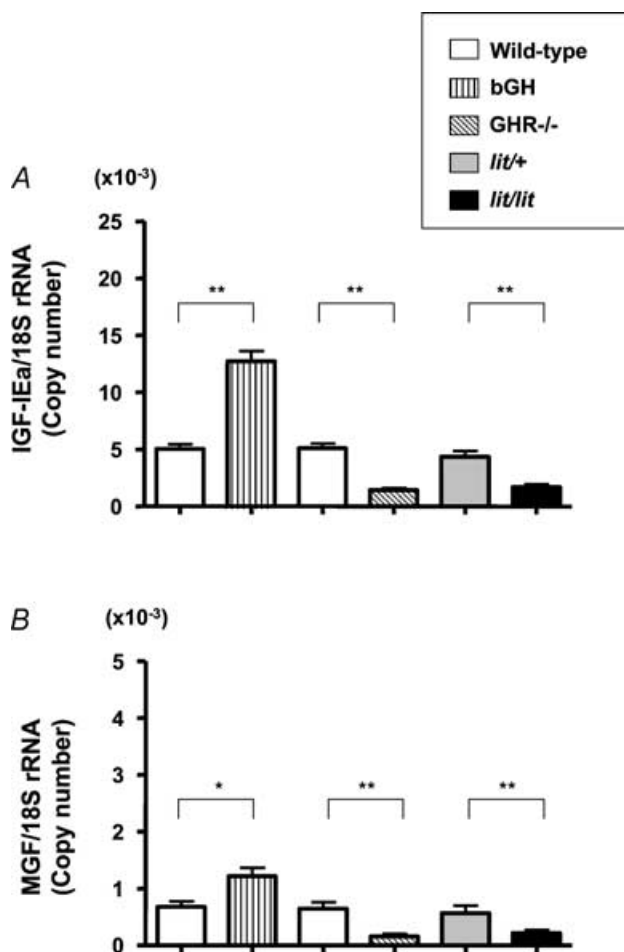 Wild-type
bGH
GHR-/-
lit/+
lit/lit
A
(x10-3)
IGF-IEa/18S rRNA
(Copy number)
25
20
15
10
5
0
**
**
**
B
(x10-3)
MGF/18S rRNA
(Copy number)
5
4
3
2
1
0
*
**
**